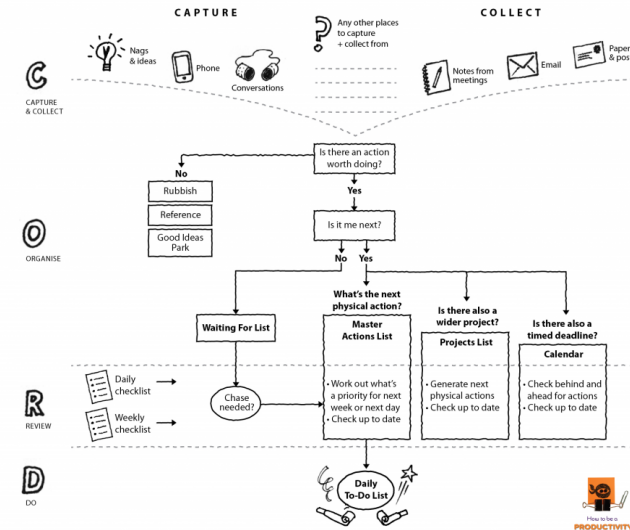 CAPTURE
COLLECT
Nags
& ideas
Phone
Conversations
Any other places
to capture
+ collect from
Notes from
meetings
Email
Paper
& pos
C
CAPTURE
& COLLECT
Is there an action
worth doing?
No
Yes
Rubbish
Reference
Good Ideas
Park
Is it me next?
O
ORGANISE
No
Yes
What's the next
physical action?
Is there also a
wider project?
Is there also a
timed deadline?
Waiting For List
Master
Actions List
Projects List
Calendar
R
REVIEW
Daily
checklist
Weekly
checklist
Chase
needed?
• Work out what's
a priority for next
week or next day
• Check up to date
• Generate next
physical actions
• Check up to date
• Check behind and
ahead for actions
• Check up to date
D
DO
Daily
To-Do List
How to be a
PRODUCTIVITY